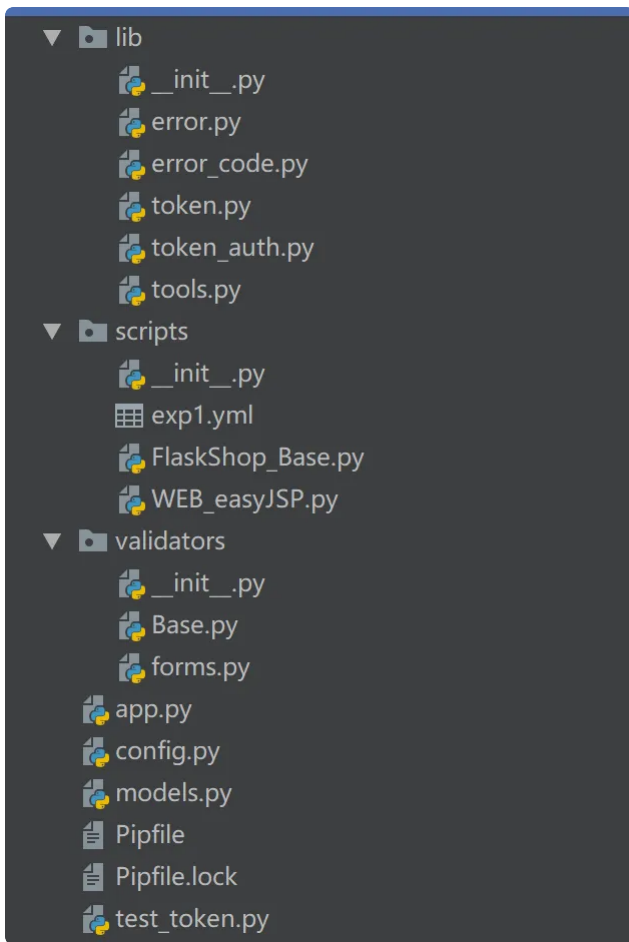 lib
__init__.py
error.py
error_code.py
token.py
token_auth.py
tools.py
scripts
__init__.py
exp1.yml
FlaskShop_Base.py
WEB_easyJSP.py
validators
__init__.py
Base.py
forms.py
app.py
config.py
models.py
Pipfile
Pipfile.lock
test_token.py